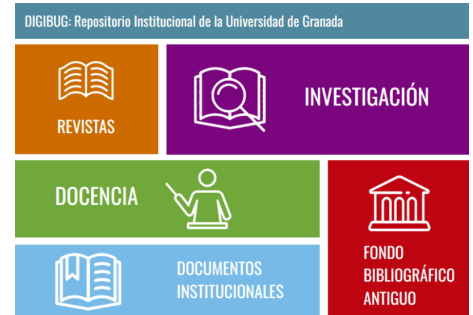 DIGIBUG: Repositorio Institucional de la Universidad de Granada
REVISTAS
INVESTIGACIÓN
DOCENCIA
DOCUMENTOS
INSTITUCIONALES
FONDO
BIBLIOGRÁFICO
ANTIGUO